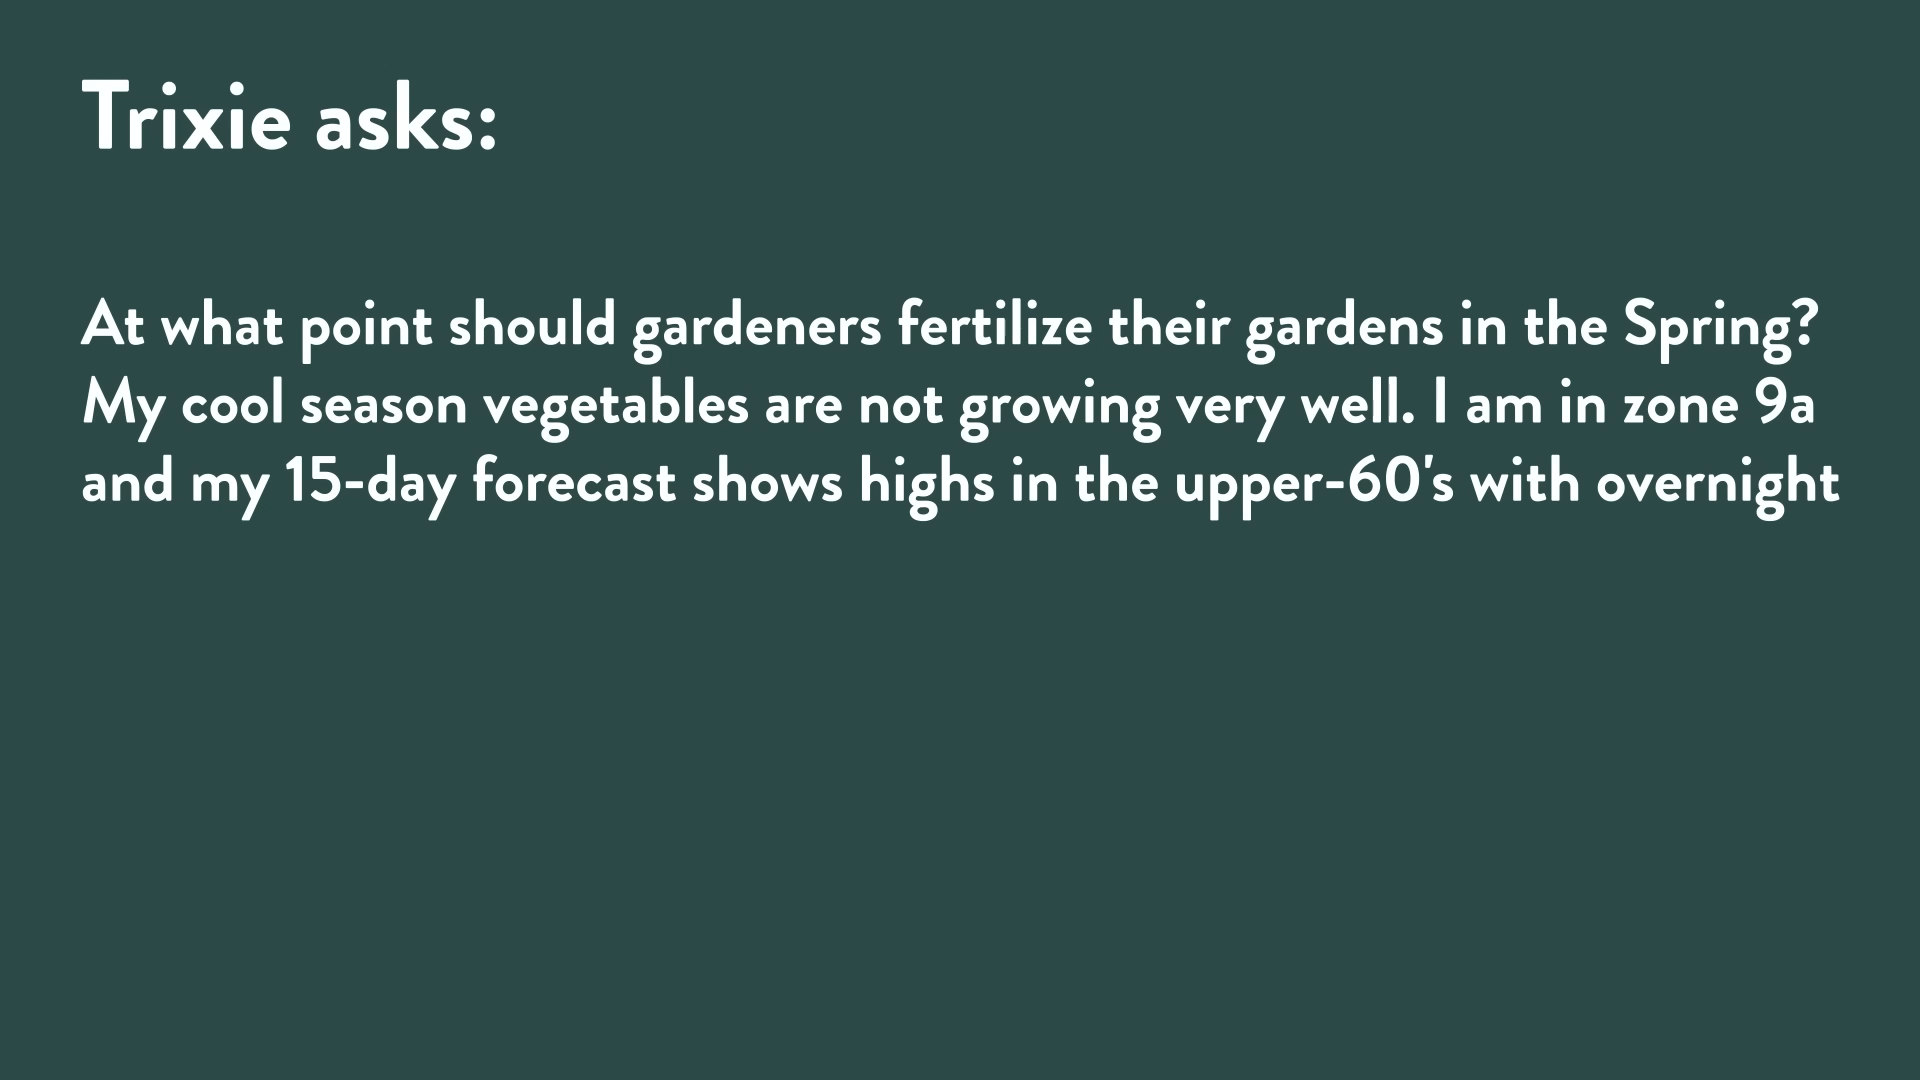 Trixie asks:
At what point should gardeners fertilize their gardens in the Spring?
My cool season vegetables are not growing very well. I am in zone 9a
and my 15-day forecast shows highs in the upper-60's with overnight